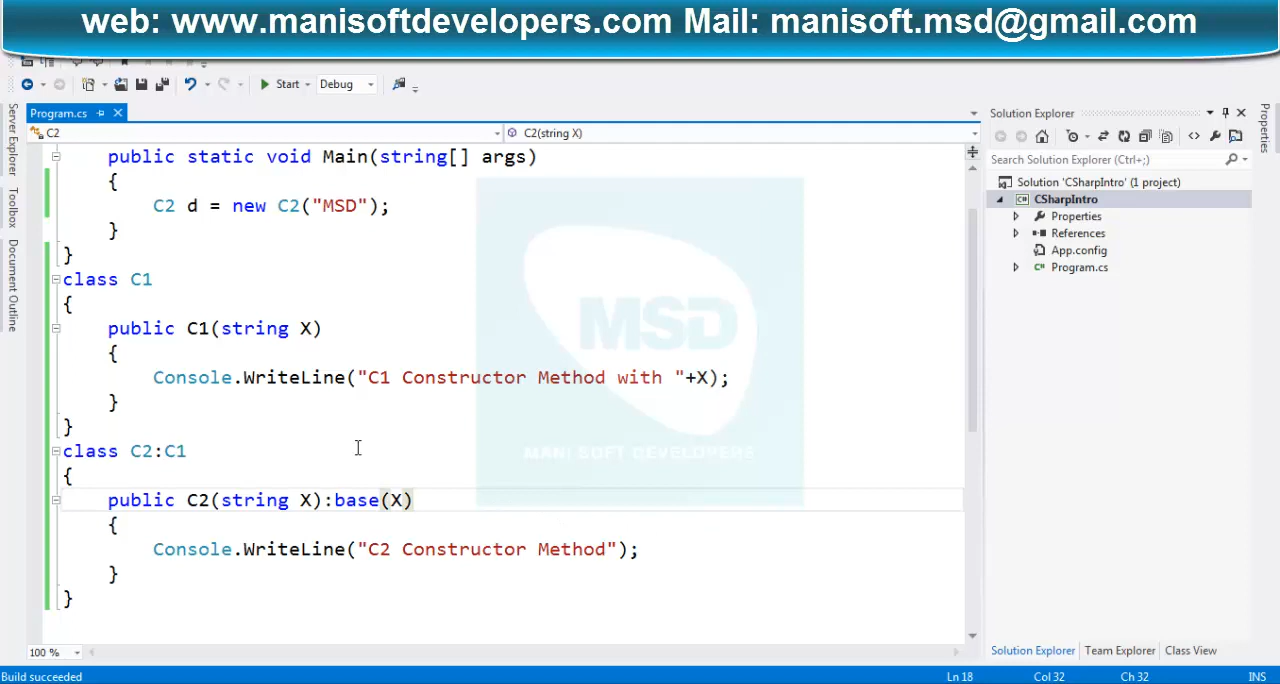 web: www.manisoftdevelopers.com Mail: manisoft.msd@gmail.com
Start Debug
Program.cs
C2 C2(string X)
public static void Main(string[] args)
{
C2 d = new C2("MSD");
}
}
class C1
{
public C1(string X)
{
Console.WriteLine("C1 Constructor Method with "+X);
}
}
class C2:C1
{
public C2(string X):base(X)
{
Console.WriteLine("C2 Constructor Method");
}
}
MSD
MANI SOFT DEVELOPERS
100 %
Server Explorer
Toolbox
Document Outline
Solution Explorer
Search Solution Explorer (Ctrl+;)
Solution 'CSharpIntro' (1 project)
CSharpIntro
Properties
References
App.config
Program.cs
Solution Explorer Team Explorer Class View
Properties
Build succeeded Ln 18 Col 32 Ch 32 INS